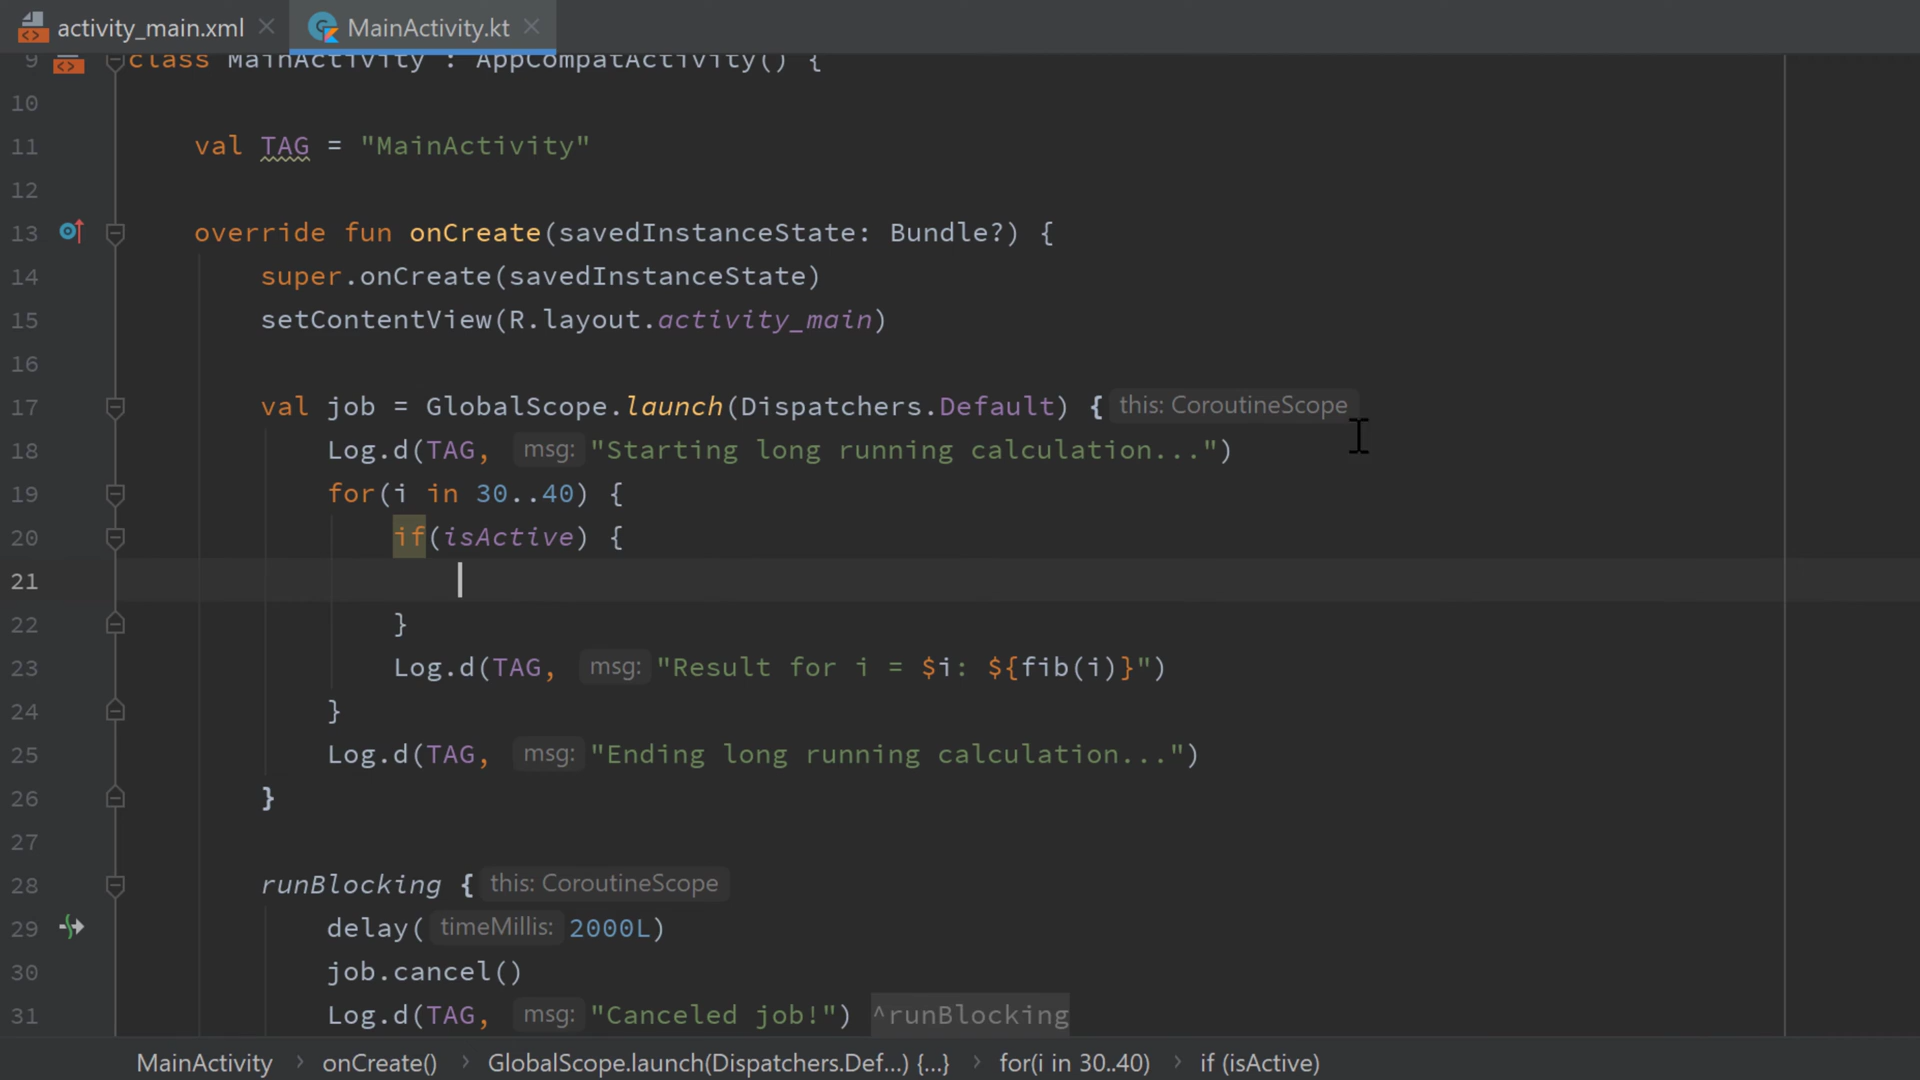 activity_main.xml MainActivity.kt
9 class MainActivity : AppCompatActivity() {
10
11 val TAG = "MainActivity"
12
13 override fun onCreate(savedInstanceState: Bundle?) {
14 super.onCreate(savedInstanceState)
15 setContentView(R.layout.activity_main)
16
17 val job = GlobalScope.launch(Dispatchers.Default) { this: CoroutineScope
18 Log.d(TAG, msg: "Starting long running calculation...")
19 for(i in 30..40) {
20 if(isActive) {
21
22 }
23 Log.d(TAG, msg: "Result for i = $i: ${fib(i)}")
24 }
25 Log.d(TAG, msg: "Ending long running calculation...")
26 }
27
28 runBlocking { this: CoroutineScope
29 delay( timeMillis: 2000L)
30 job.cancel()
31 Log.d(TAG, msg: "Canceled job!") ^runBlocking
MainActivity › onCreate() › GlobalScope.launch(Dispatchers.Def...) {...} › for(i in 30..40) › if (isActive)